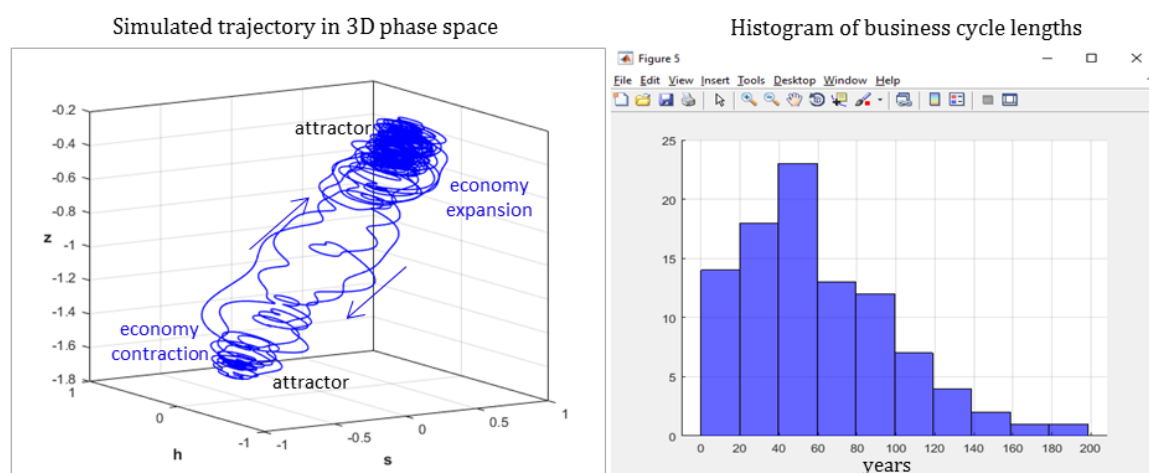 Simulated trajectory in 3D phase space
-0.2
-0.4
-0.6
-0.8
-1
-1.2
-1.4
-1.6
-1.8
z
attractor
economy
expansion
economy
contraction
attractor
1
0
-1
h
-1
-0.5
0
0.5
1
s
Histogram of business cycle lengths
Figure 5
File Edit View Insert Tools Desktop Window Help
25
20
15
10
5
0
0 20 40 60 80 100 120 140 160 180 200
years